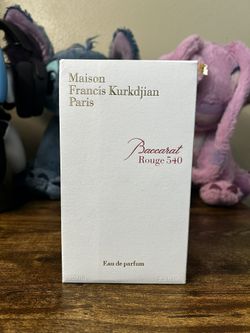 Maison
Francis Kurkdjian
Paris
Baccarat
Rouge 540
Eau de parfum